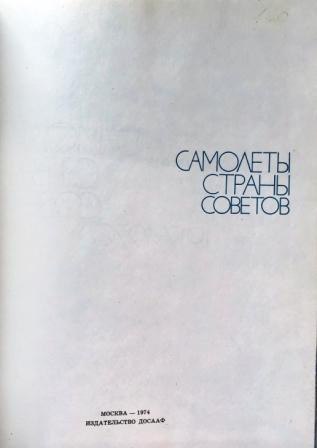 САМОЛЕТЫ
СТРАНЫ
СОВЕТОВ
МОСКВА — 1974
ИЗДАТЕЛЬСТВО ДОСААФ